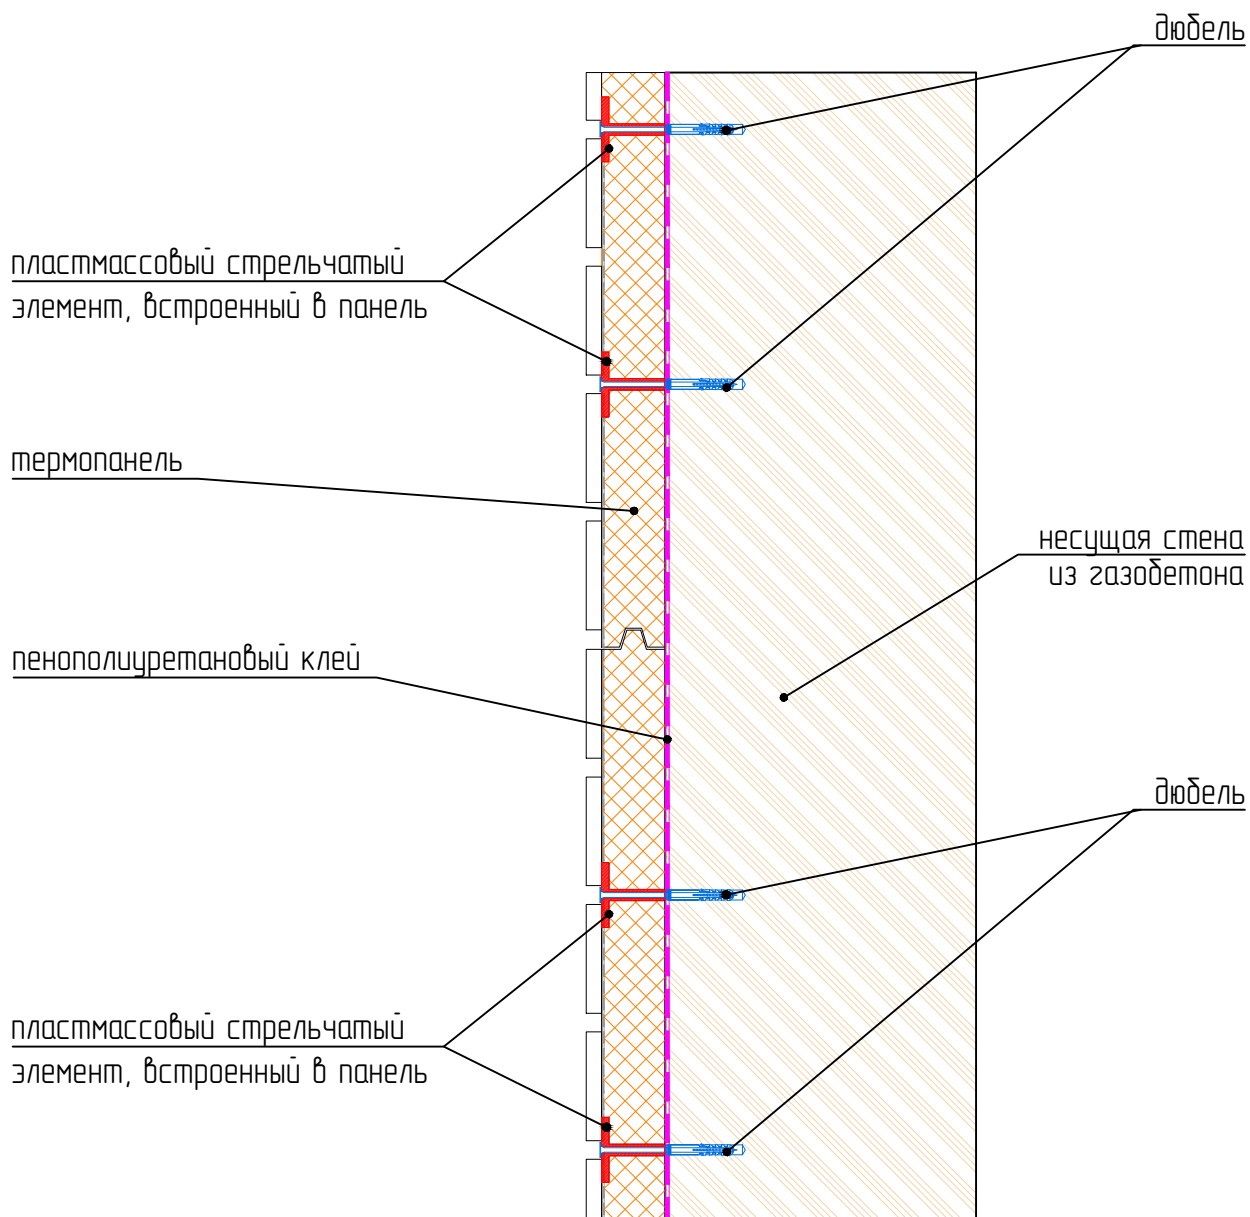 дюбель
пластмассовый стрельчатый
элемент, встроенный в панель
термопанель
несущая стена
из газобетона
пенополиуретановый клей
дюбель
пластмассовый стрельчатый
элемент, встроенный в панель